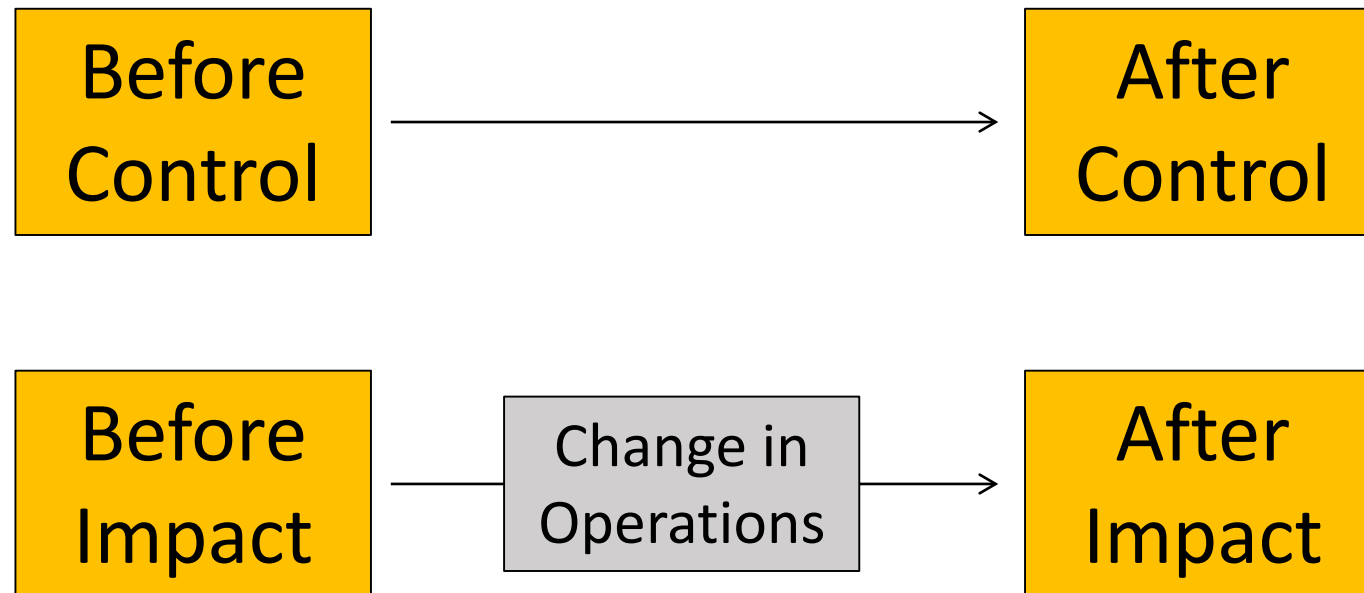 Before
Control
After
Control
Before
Impact
Change in
Operations
After
Impact